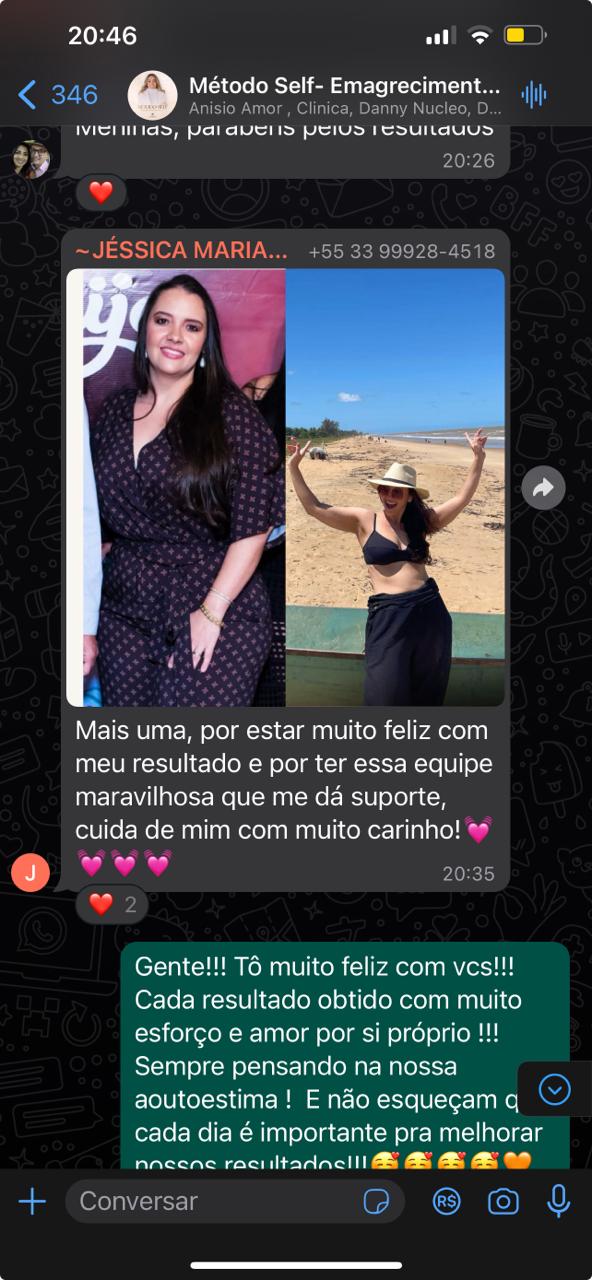 20:46
346
Método Self- Emagreciment...
Anisio Amor , Clinica, Danny Nucleo, D...
Meninas, parabéns pelos resultados
20:26
~JÉSSICA MARIA... +55 33 99928-4518
Mais uma, por estar muito feliz com
meu resultado e por ter essa equipe
maravilhosa que me dá suporte,
cuida de mim com muito carinho!💓
💓💓💓
20:35
J
❤️ 2
Gente!!! Tô muito feliz com vcs!!!
Cada resultado obtido com muito
esforço e amor por si próprio !!!
Sempre pensando na nossa
aoutoestima ! E não esqueçam q
cada dia é importante pra melhorar
nossos resultados!!!🥰🥰🥰🥰🧡
Conversar
R$